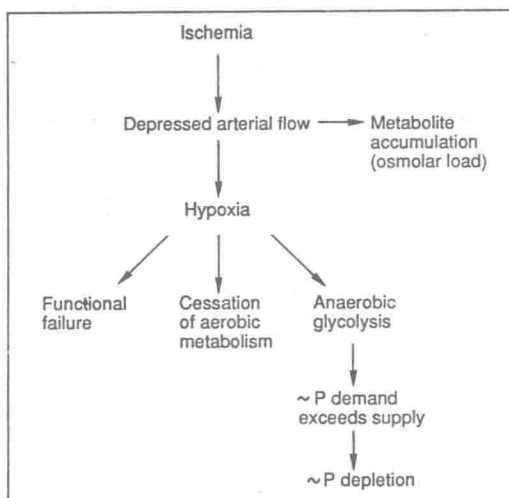 Ischemia
Depressed arterial flow
Metabolite
accumulation
(osmolar load)
Hypoxia
Functional
failure
Cessation
of aerobic
metabolism
Anaerobic
glycolysis
~ P demand
exceeds supply
~ P depletion